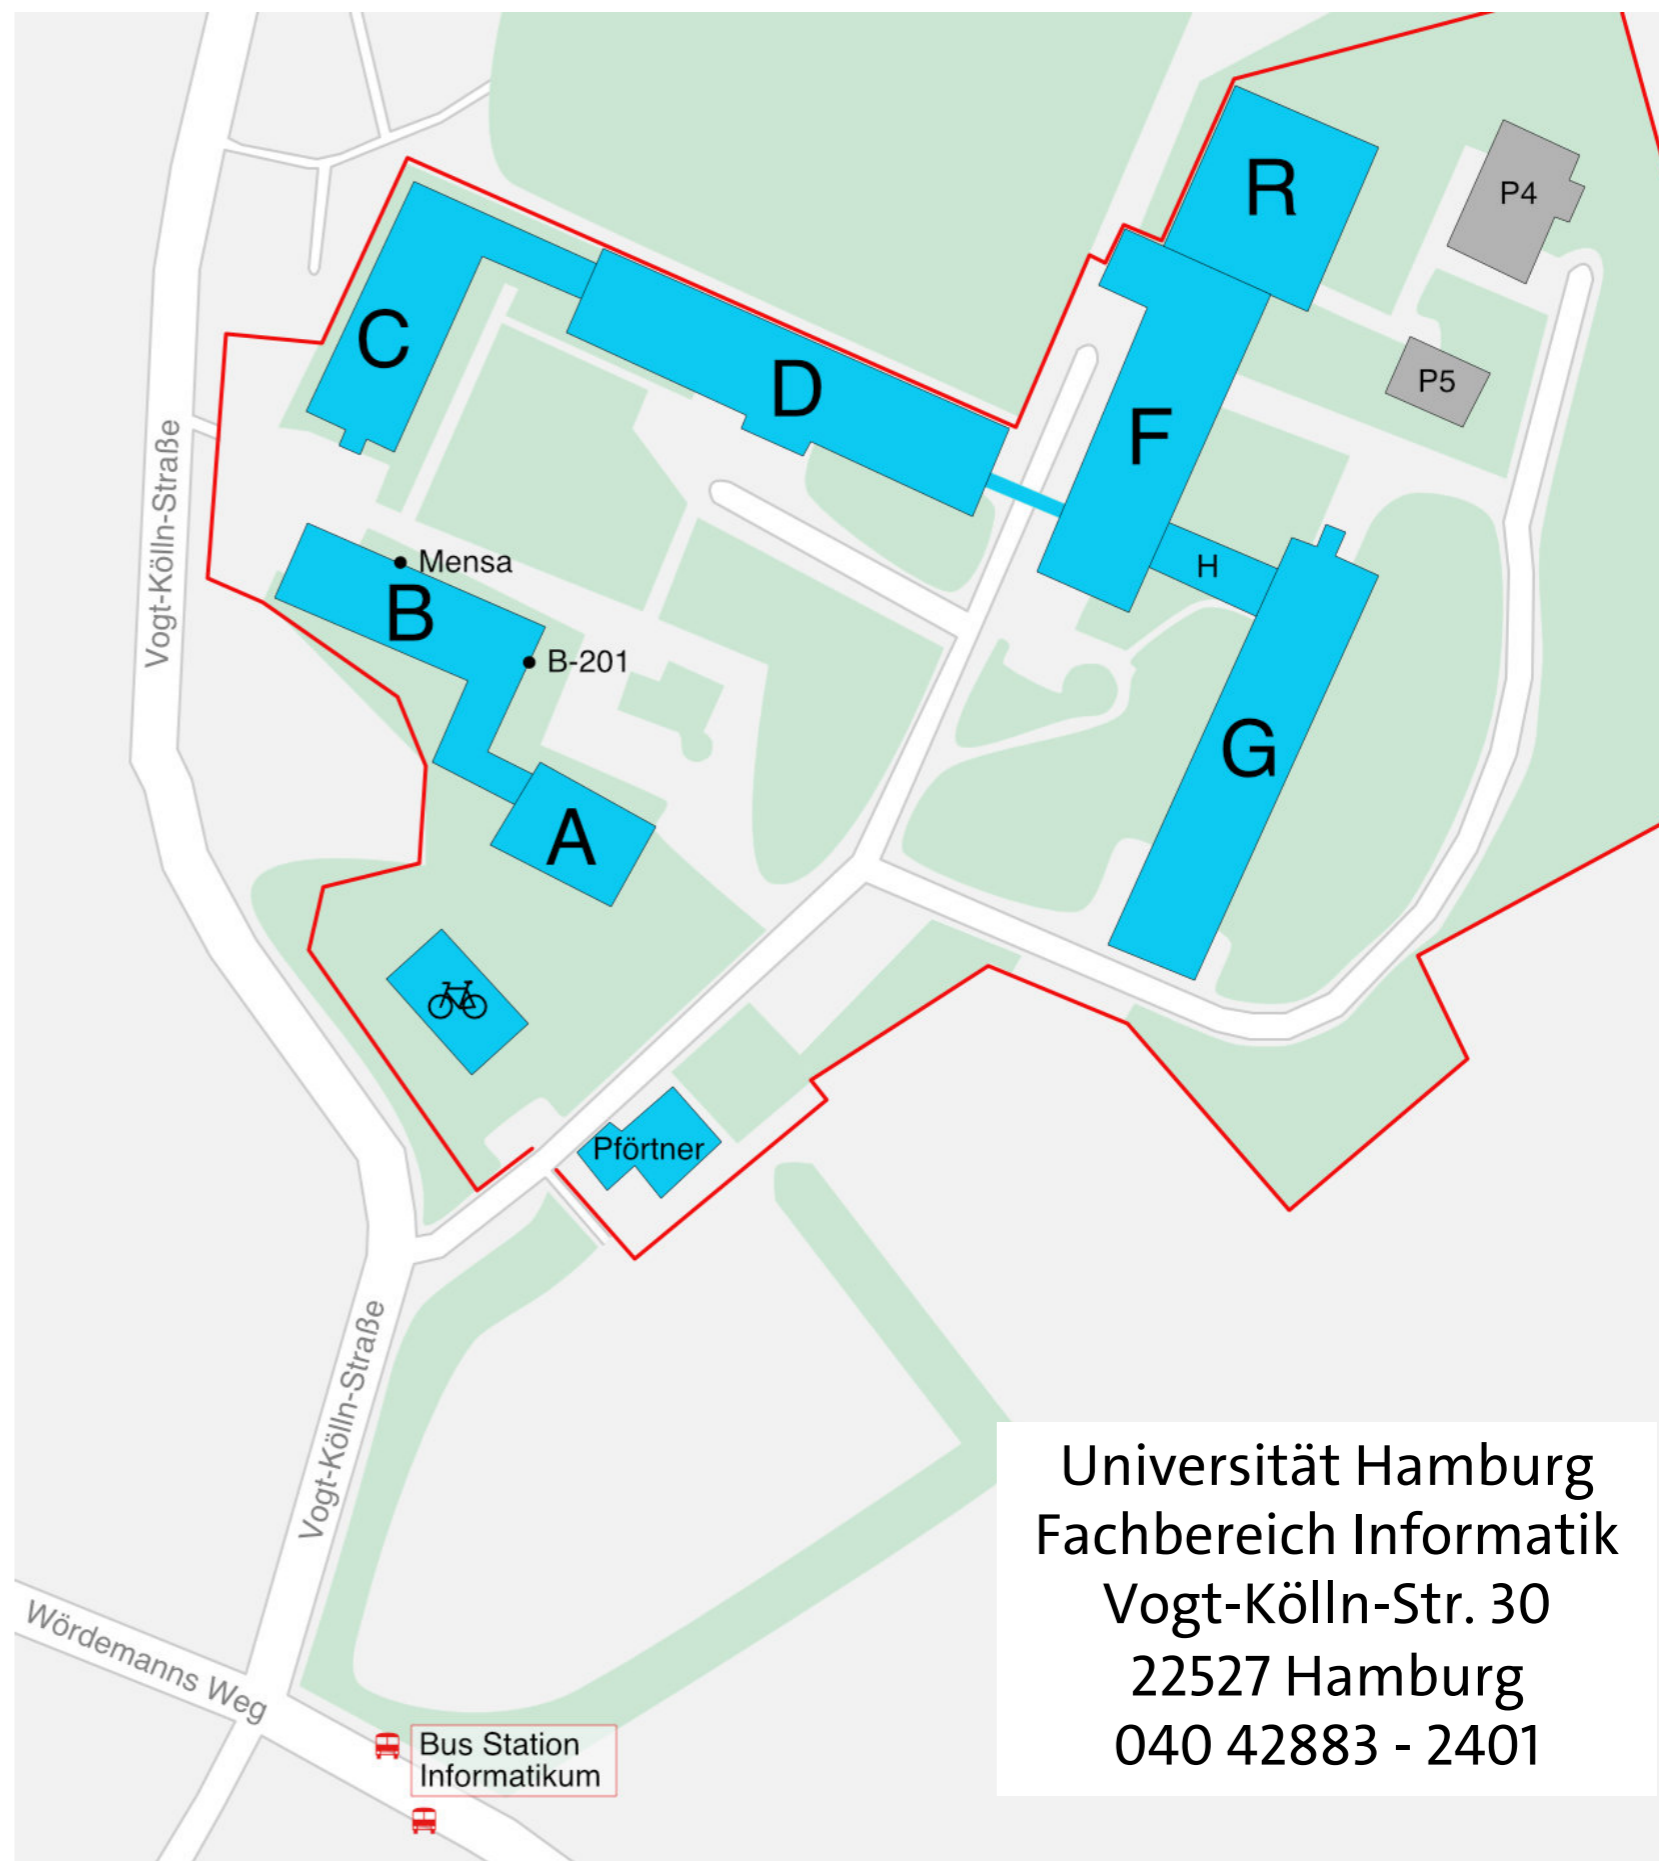 R
P4
C
D
P5
F
Vogt-Kölln-Straße
Mensa
B
H
B-201
G
A
Pförtner
Vogt-Kölln-Straße
Universität Hamburg
Fachbereich Informatik
Vogt-Kölln-Str. 30
22527 Hamburg
040 42883 - 2401
Wördemanns Weg
Bus Station
Informatikum